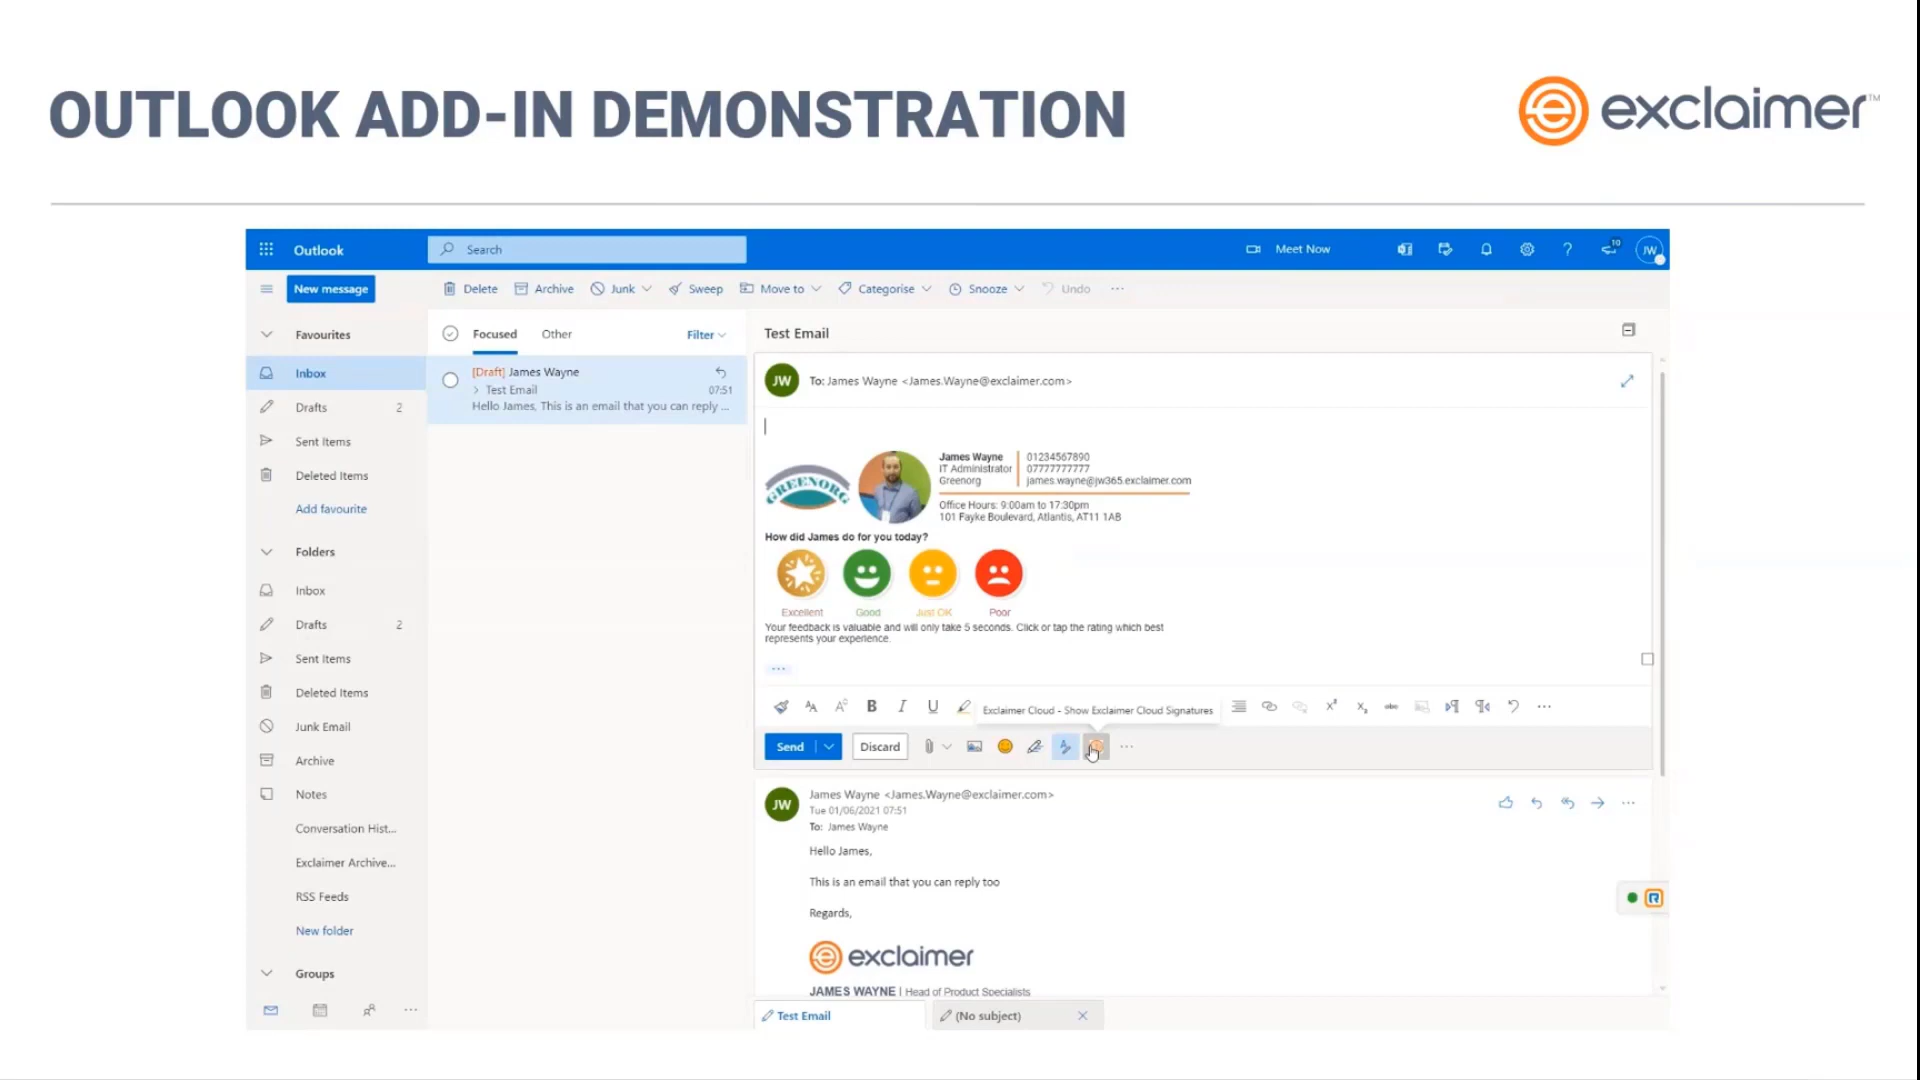 OUTLOOK ADD-IN DEMONSTRATION
exclaimer™
Outlook
Search
Meet Now
10
JW
New message
Delete
Archive
Junk
Sweep
Move to
Categorise
Snooze
Undo
Favourites
Inbox
Drafts 2
Sent Items
Deleted Items
Add favourite
Folders
Inbox
Drafts 2
Sent Items
Deleted Items
Junk Email
Archive
Notes
Conversation Hist...
Exclaimer Archive...
RSS Feeds
New folder
Groups
Focused
Other
Filter
[Draft] James Wayne
Test Email 07:51
Hello James, This is an email that you can reply ...
Test Email
JW
To: James Wayne <James.Wayne@exclaimer.com>
GREENORG
James Wayne
IT Administrator
Greenorg
01234567890
07777777777
james.wayne@jw365.exclaimer.com
Office Hours: 9:00am to 17:30pm
101 Fayke Boulevard, Atlantis, AT11 1AB
How did James do for you today?
Excellent
Good
Just OK
Poor
Your feedback is valuable and will only take 5 seconds. Click or tap the rating which best
represents your experience.
Exclaimer Cloud - Show Exclaimer Cloud Signatures
Send
Discard
JW
James Wayne <James.Wayne@exclaimer.com>
Tue 01/06/2021 07:51
To: James Wayne
Hello James,
This is an email that you can reply too
Regards,
exclaimer
JAMES WAYNE | Head of Product Specialists
Test Email
(No subject)